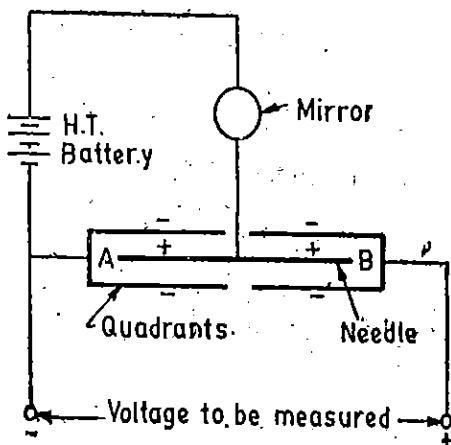 H.T.
Battery
Mirror
− −
A + + B
− −
Quadrants
Needle
Voltage to be measured
− +